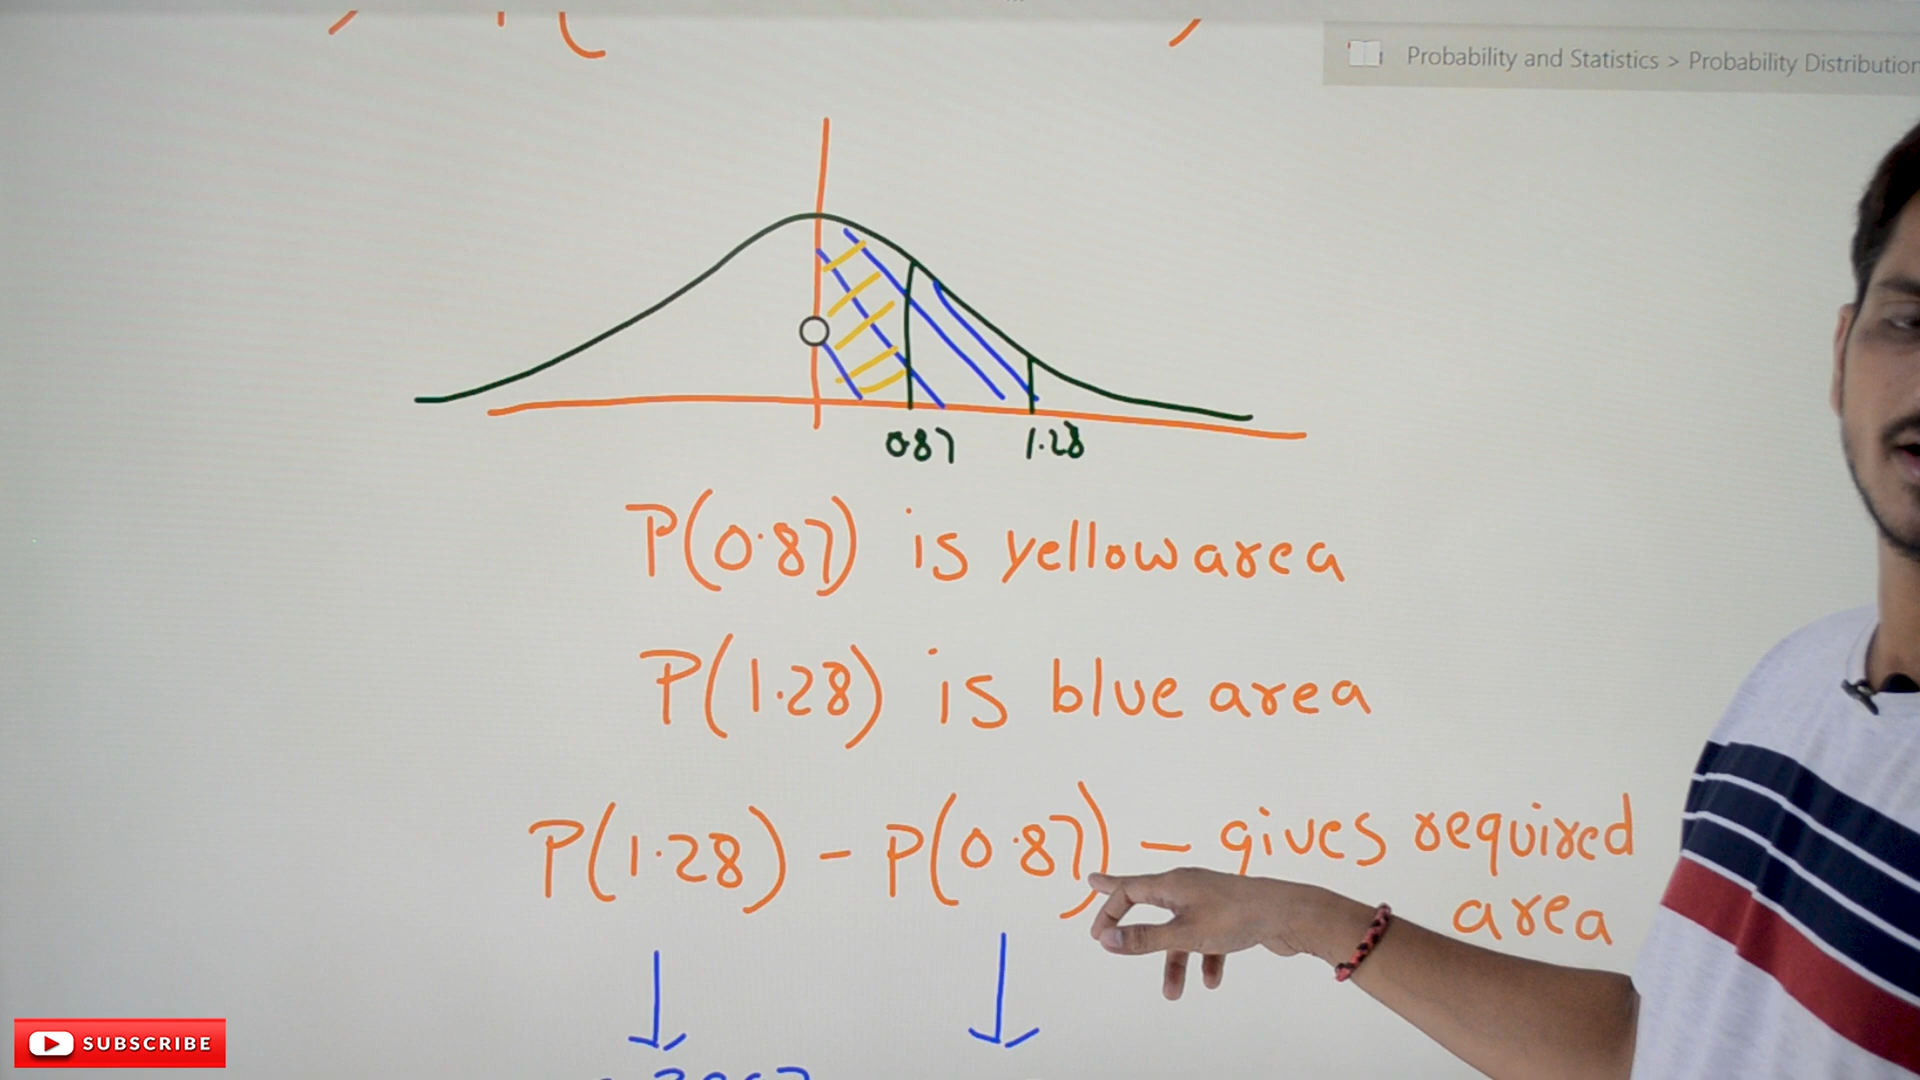 Probability and Statistics > Probability Distribution
0.87 1.28
P(0.87) is yellow area
P(1.28) is blue area
P(1.28) - P(0.87) - gives required
area
SUBSCRIBE